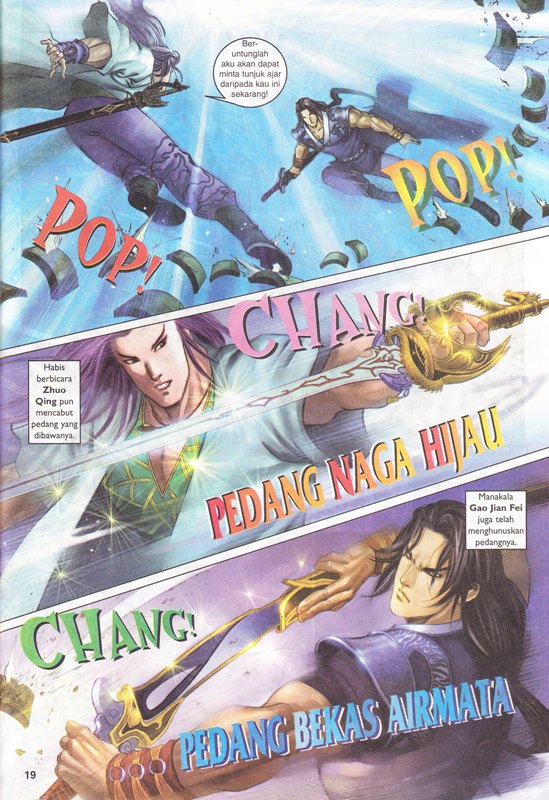 Ber-
untunglah
aku akan dapat
minta tunjuk ajar
daripada kau ini
sekarang!
POP!
POP!
CHANG!
Habis
berbicara
Zhuo
Qing pun
mencabut
pedang yang
dibawanya.
PEDANG NAGA HIJAU
Manakala
Gao Jian Fei
juga telah
menghunuskan
pedangnya.
CHANG!
PEDANG BEKAS AIRMATA
19